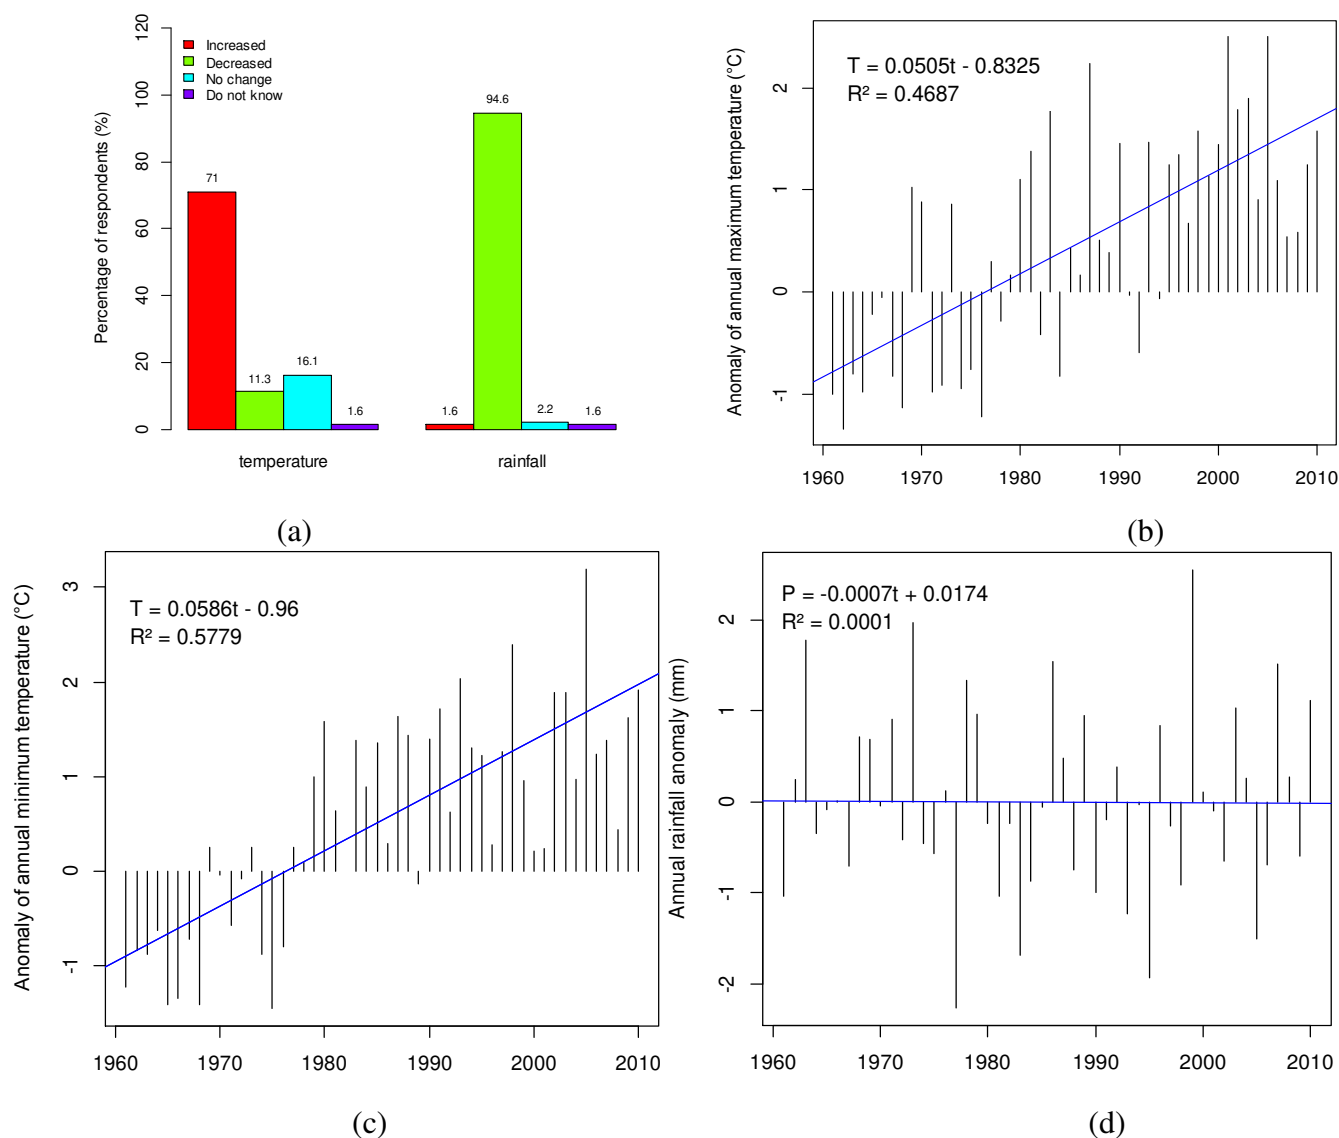 120
100
80
60
40
20
0
Percentage of respondents (%)
Increased
Decreased
No change
Do not know
71
11.3
16.1
1.6
1.6
94.6
2.2
1.6
temperature
rainfall
(a)
Anomaly of annual maximum temperature (°C)
2
1
0
-1
T = 0.0505t - 0.8325
R² = 0.4687
1960 1970 1980 1990 2000 2010
(b)
Anomaly of annual minimum temperature (°C)
3
2
1
0
-1
T = 0.0586t - 0.96
R² = 0.5779
1960 1970 1980 1990 2000 2010
(c)
Annual rainfall anomaly (mm)
2
1
0
-1
-2
P = -0.0007t + 0.0174
R² = 0.0001
1960 1970 1980 1990 2000 2010
(d)